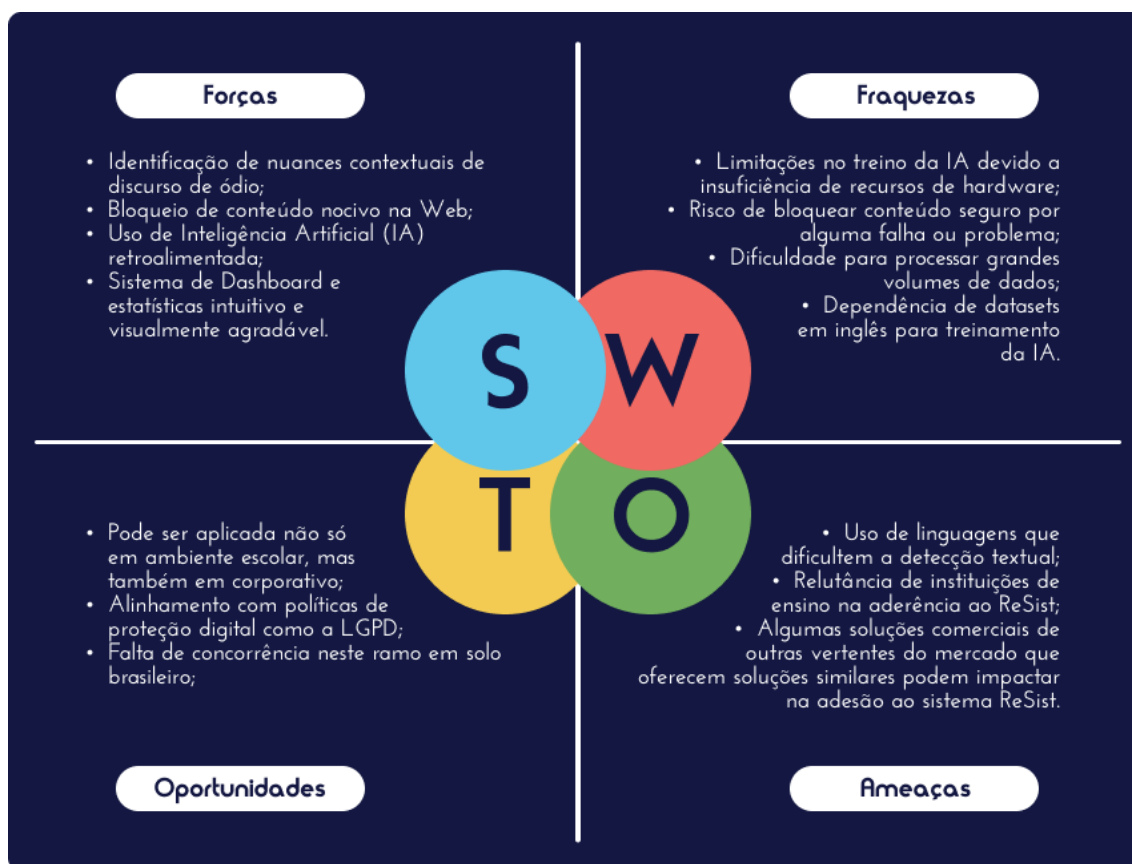 Forças
• Identificação de nuances contextuais de
discurso de ódio;
• Bloqueio de conteúdo nocivo na Web;
• Uso de Inteligência Artificial (IA)
retroalimentada;
• Sistema de Dashboard e
estatísticas intuitivo e
visualmente agradável.
Fraquezas
• Limitações no treino da IA devido a
insuficiência de recursos de hardware;
• Risco de bloquear conteúdo seguro por
alguma falha ou problema;
• Dificuldade para processar grandes
volumes de dados;
• Dependência de datasets
em inglês para treinamento
da IA.
S
W
T
O
• Pode ser aplicada não só
em ambiente escolar, mas
também em corporativo;
• Alinhamento com políticas de
proteção digital como a LGPD;
• Falta de concorrência neste ramo em solo
brasileiro;
Oportunidades
• Uso de linguagens que
dificultem a detecção textual;
• Relutância de instituições de
ensino na aderência ao ReSist;
• Algumas soluções comerciais de
outras vertentes do mercado que
oferecem soluções similares podem impactar
na adesão ao sistema ReSist.
Ameaças